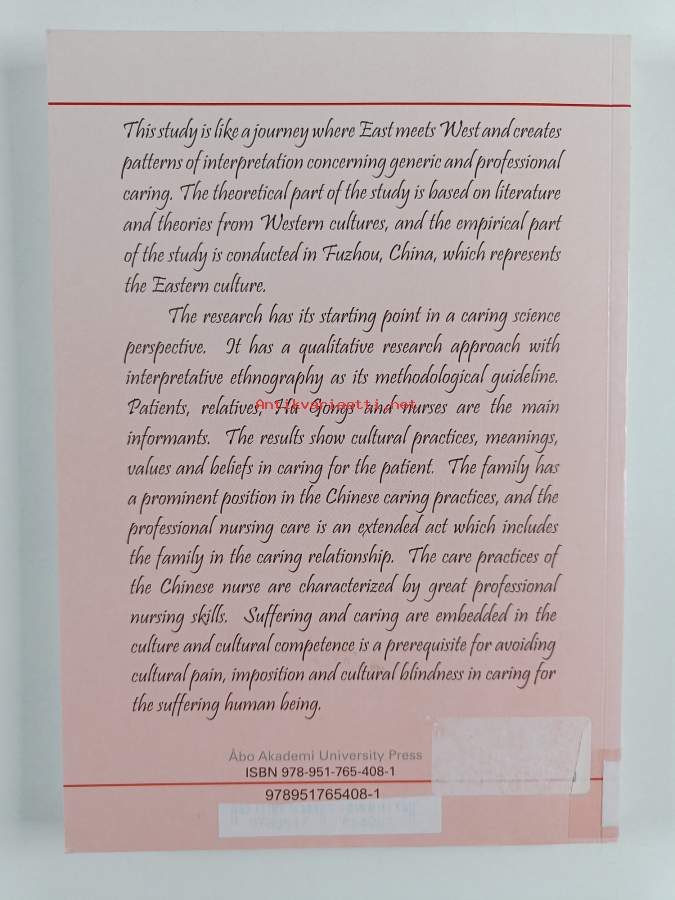 This study is like a journey where East meets West and creates
patterns of interpretation concerning generic and professional
caring. The theoretical part of the study is based on literature
and theories from Western cultures, and the empirical part
of the study is conducted in Fuzhou, China, which represents
the Eastern culture.
The research has its starting point in a caring science
perspective. It has a qualitative research approach with
interpretative ethnography as its methodological guideline.
Patients, relatives, Hu Gongs and nurses are the main
Antikvariaatti.net
informants. The results show cultural practices, meanings,
values and beliefs in caring for the patient. The family has
a prominent position in the Chinese caring practices, and the
professional nursing care is an extended act which includes
the family in the caring relationship. The care practices of
the Chinese nurse are characterized by great professional
nursing skills. Suffering and caring are embedded in the
culture and cultural competence is a prerequisite for avoiding
cultural pain, imposition and cultural blindness in caring for
the suffering human being.
Åbo Akademi University Press
ISBN 978-951-765-408-1
978951765408-1